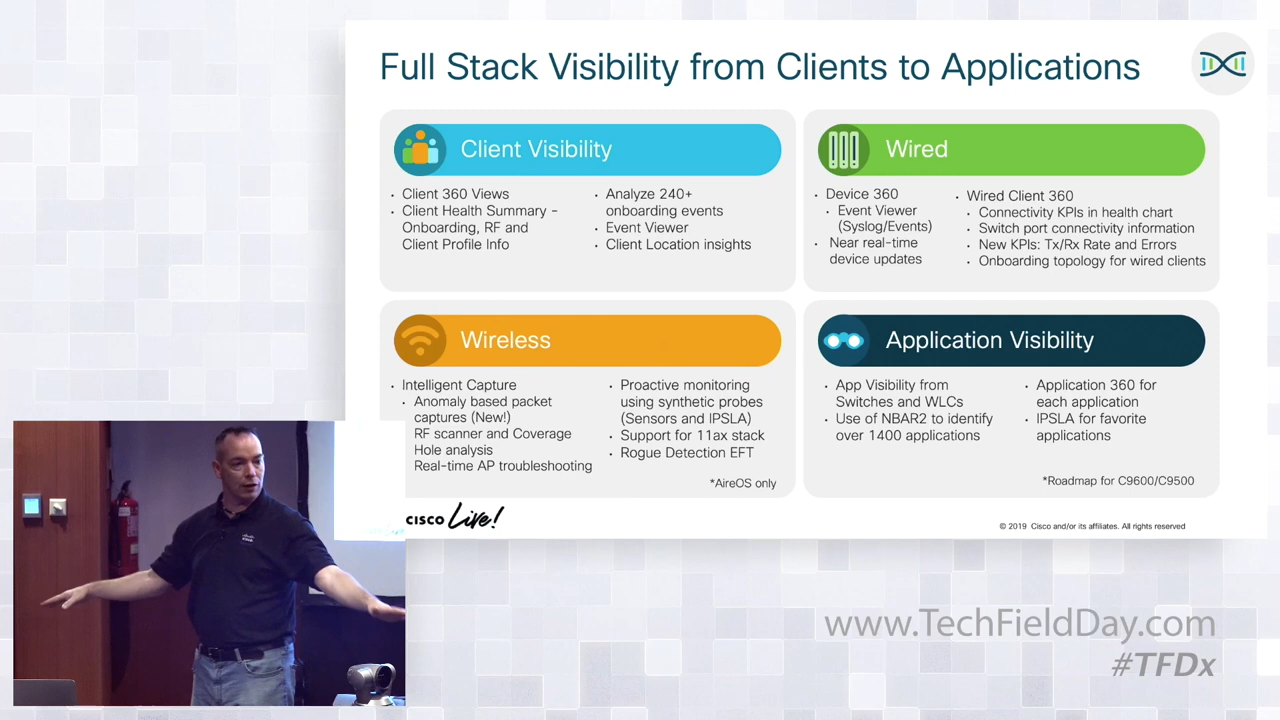 Full Stack Visibility from Clients to Applications
Client Visibility
· Client 360 Views
· Client Health Summary -
Onboarding, RF and
Client Profile Info
· Analyze 240+
onboarding events
· Event Viewer
· Client Location insights
Wired
· Device 360
· Event Viewer
(Syslog/Events)
· Near real-time
device updates
· Wired Client 360
· Connectivity KPIs in health chart
· Switch port connectivity information
· New KPIs: Tx/Rx Rate and Errors
· Onboarding topology for wired clients
Wireless
· Intelligent Capture
· Anomaly based packet
captures (New!)
RF scanner and Coverage
Hole analysis
Real-time AP troubleshooting
· Proactive monitoring
using synthetic probes
(Sensors and IPSLA)
· Support for 11ax stack
· Rogue Detection EFT
*AireOS only
Application Visibility
· App Visibility from
Switches and WLCs
· Use of NBAR2 to identify
over 1400 applications
· Application 360 for
each application
· IPSLA for favorite
applications
*Roadmap for C9600/C9500
CISCO Live!
© 2019 Cisco and/or its affiliates. All rights reserved
www.TechFieldDay.com
#TFDx